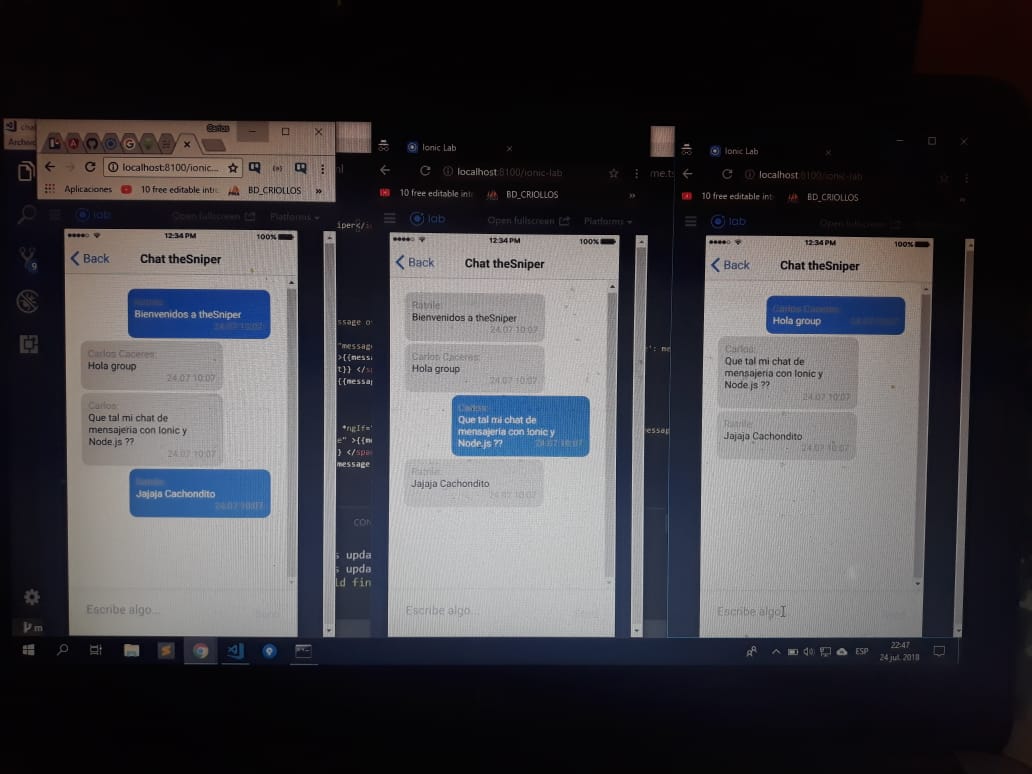 Carlos
localhost:8100/ionic...
Aplicaciones
10 free editable intr
BD_CRIOLLOS
»
lab
Open fullscreen
Platforms
12:34 PM
100%
Back
Chat theSniper
Ratrile:
Bienvenidos a theSniper
24.07 10:07
Carlos Caceres:
Hola group
24.07 10:07
Carlos:
Que tal mi chat de
mensajeria con Ionic y
Node.js ??
24.07 10:07
Ratrile:
Jajaja Cachondito
24.07 10:07
Escribe algo...
Send
Ionic Lab
localhost:8100/ionic-lab
10 free editable int
BD_CRIOLLOS
»
lab
Open fullscreen
Platforms
12:34 PM
100%
Back
Chat theSniper
Ratrile:
Bienvenidos a theSniper
24.07 10:07
Carlos Caceres:
Hola group
24.07 10:07
Carlos:
Que tal mi chat de
mensajeria con Ionic y
Node.js ??
24.07 10:07
Ratrile:
Jajaja Cachondito
24.07 10:07
Escribe algo...
Ionic Lab
localhost:8100/ionic-lab
10 free editable int
BD_CRIOLLOS
»
lab
Open fullscreen
12:34 PM
100%
Back
Chat theSniper
Carlos Caceres:
Hola group
24.07 10:07
Carlos:
Que tal mi chat de
mensajeria con Ionic y
Node.js ??
24.07 10:07
Ratrile:
Jajaja Cachondito
24.07 10:07
Escribe algo
9
m
ESP
22:47
24 jul. 2018